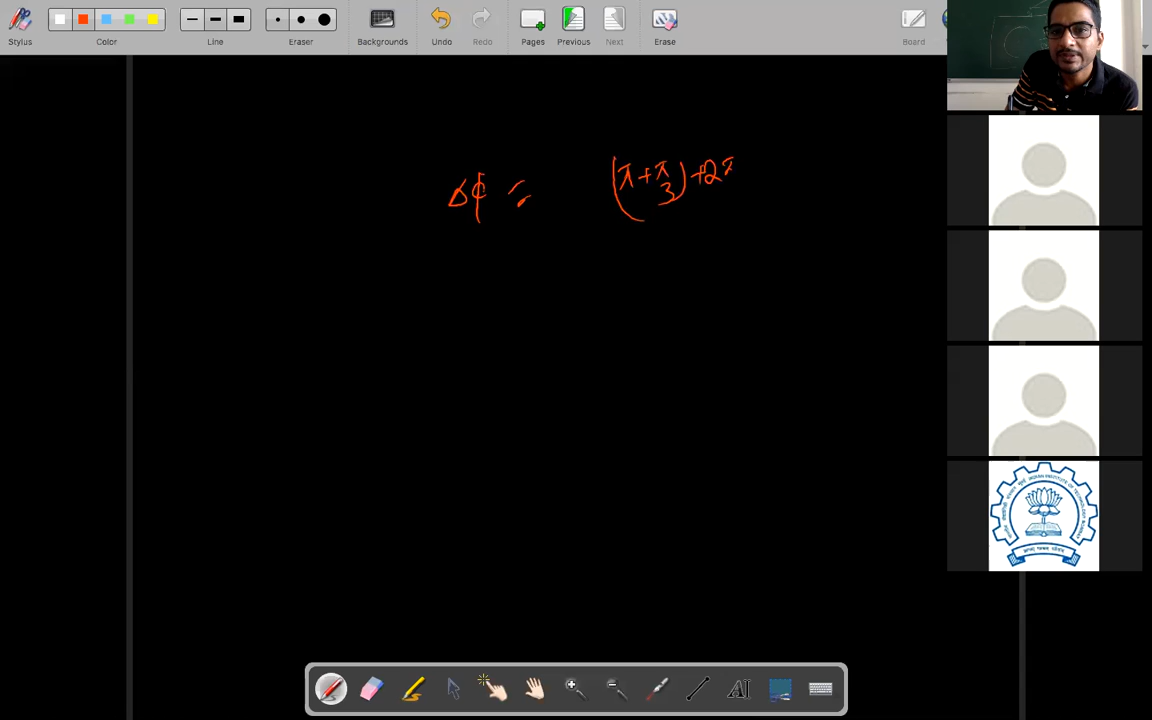 Stylus Color Line Eraser Backgrounds Undo Redo Pages Previous Next Erase Board
Δφ = (π + π/3) + 2π